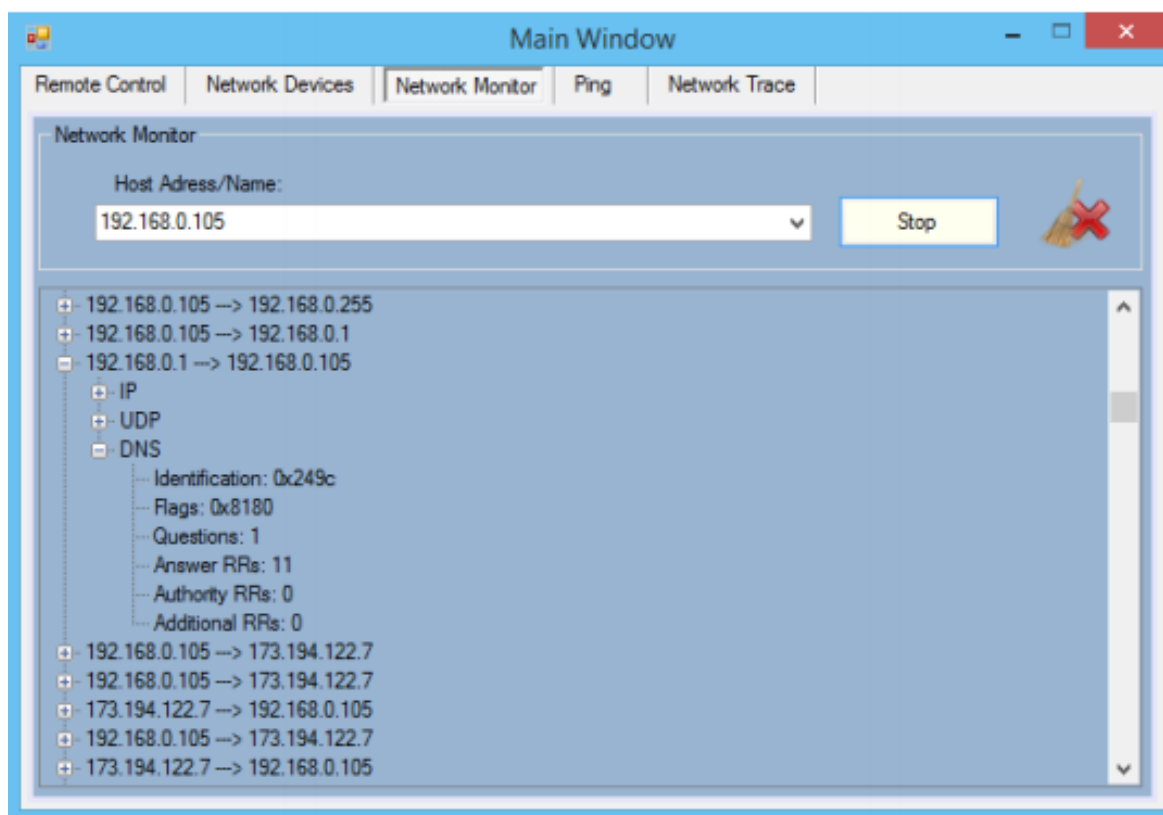 Main Window
Remote Control Network Devices Network Monitor Ping Network Trace
Network Monitor
Host Adress/Name:
192.168.0.105 Stop
192.168.0.105 ---> 192.168.0.255
192.168.0.105 ---> 192.168.0.1
192.168.0.1 ---> 192.168.0.105
IP
UDP
DNS
Identification: 0x249c
Flags: 0x8180
Questions: 1
Answer RRs: 11
Authority RRs: 0
Additional RRs: 0
192.168.0.105 ---> 173.194.122.7
192.168.0.105 ---> 173.194.122.7
173.194.122.7 ---> 192.168.0.105
192.168.0.105 ---> 173.194.122.7
173.194.122.7 ---> 192.168.0.105